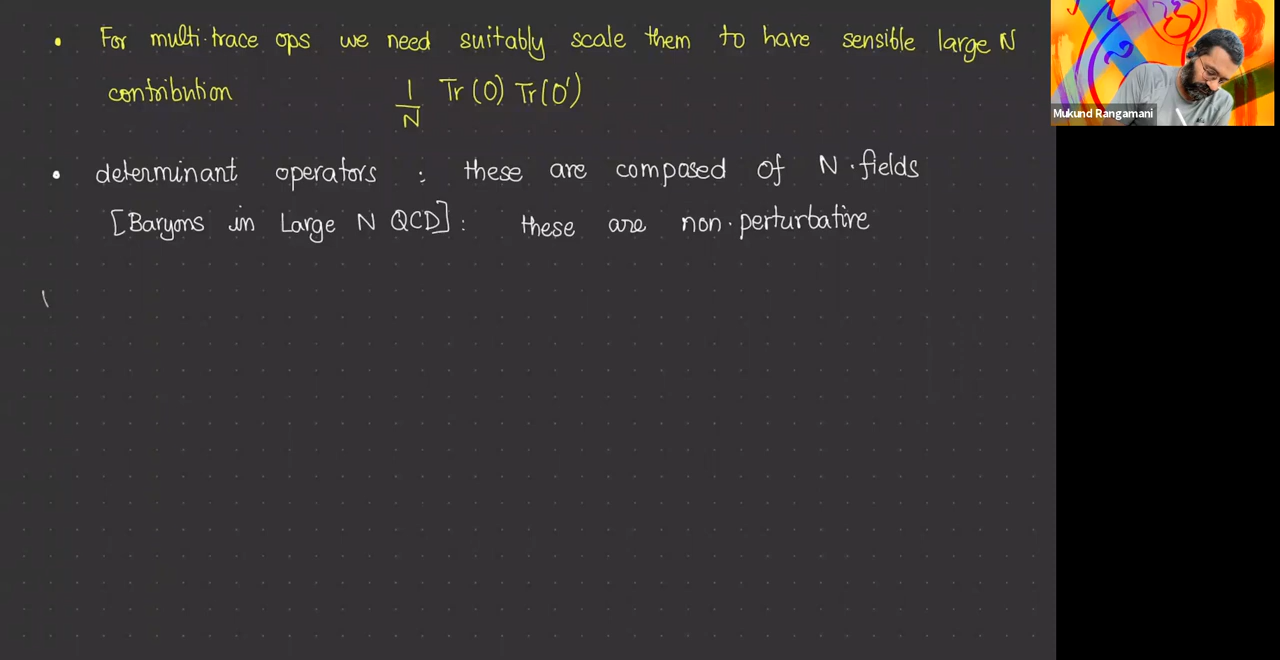 • For multi·trace ops we need suitably scale them to have sensible large N
contribution 1/N Tr(O) Tr(O')
• determinant operators : these are composed of N·fields
[Baryons in Large N QCD] : these are non·perturbative
Mukund Rangamani